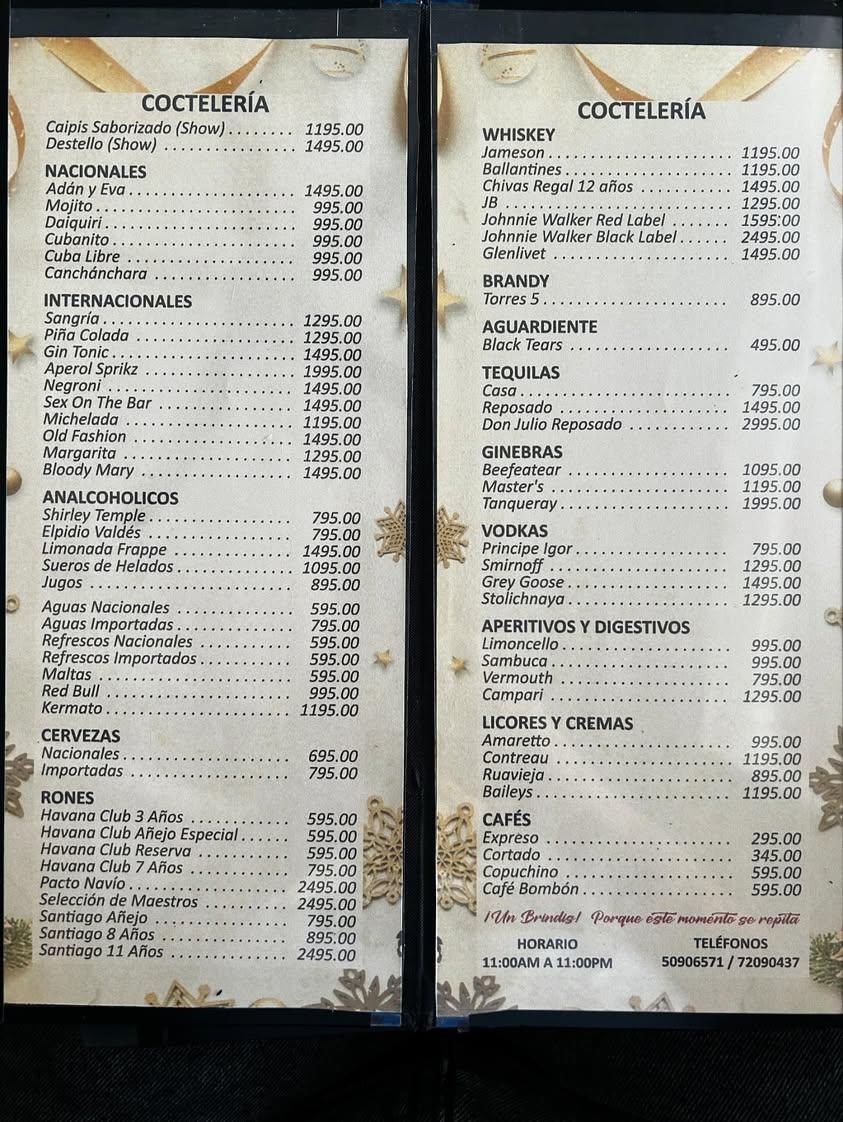 COCTELERÍA
Caipis Saborizado (Show) ........ 1195.00
Destello (Show) ................ 1495.00
NACIONALES
Adán y Eva .................... 1495.00
Mojito ........................ 995.00
Daiquiri ....................... 995.00
Cubanito ...................... 995.00
Cuba Libre .................... 995.00
Canchánchara ................. 995.00
INTERNACIONALES
Sangría ....................... 1295.00
Piña Colada ................... 1295.00
Gin Tonic ...................... 1495.00
Aperol Sprikz .................. 1995.00
Negroni ....................... 1495.00
Sex On The Bar ................ 1495.00
Michelada .................... 1195.00
Old Fashion ................... 1495.00
Margarita ..................... 1295.00
Bloody Mary ................... 1495.00
ANALCOHOLICOS
Shirley Temple ................. 795.00
Elpidio Valdés ................. 795.00
Limonada Frappe .............. 1495.00
Sueros de Helados .............. 1095.00
Jugos ........................ 895.00
Aguas Nacionales .............. 595.00
Aguas Importadas .............. 795.00
Refrescos Nacionales ............ 595.00
Refrescos Importados ........... 595.00
Maltas ....................... 595.00
Red Bull ...................... 995.00
Kermato ...................... 1195.00
CERVEZAS
Nacionales .................... 695.00
Importadas .................... 795.00
RONES
Havana Club 3 Años ............. 595.00
Havana Club Añejo Especial ...... 595.00
Havana Club Reserva ............ 595.00
Havana Club 7 Años ............. 795.00
Pacto Navío .................... 2495.00
Selección de Maestros ........... 2495.00
Santiago Añejo ................. 795.00
Santiago 8 Años ................ 895.00
Santiago 11 Años ............... 2495.00
COCTELERÍA
WHISKEY
Jameson ...................... 1195.00
Ballantines .................... 1195.00
Chivas Regal 12 años ........... 1495.00
JB ........................... 1295.00
Johnnie Walker Red Label ....... 1595.00
Johnnie Walker Black Label ...... 2495.00
Glenlivet ...................... 1495.00
BRANDY
Torres 5 ...................... 895.00
AGUARDIENTE
Black Tears .................... 495.00
TEQUILAS
Casa ......................... 795.00
Reposado ..................... 1495.00
Don Julio Reposado ............. 2995.00
GINEBRAS
Beefeatear .................... 1095.00
Master's ...................... 1195.00
Tanqueray .................... 1995.00
VODKAS
Principe Igor ................... 795.00
Smirnoff ...................... 1295.00
Grey Goose .................... 1495.00
Stolichnaya .................... 1295.00
APERITIVOS Y DIGESTIVOS
Limoncello .................... 995.00
Sambuca ...................... 995.00
Vermouth ..................... 795.00
Campari ...................... 1295.00
LICORES Y CREMAS
Amaretto ..................... 995.00
Contreau ..................... 1195.00
Ruavieja ...................... 895.00
Baileys ....................... 1195.00
CAFÉS
Expreso ...................... 295.00
Cortado ...................... 345.00
Copuchino .................... 595.00
Café Bombón .................. 595.00
¡Un Brindis! Porque este momento se repita
HORARIO
11:00AM A 11:00PM
TELÉFONOS
50906571 / 72090437